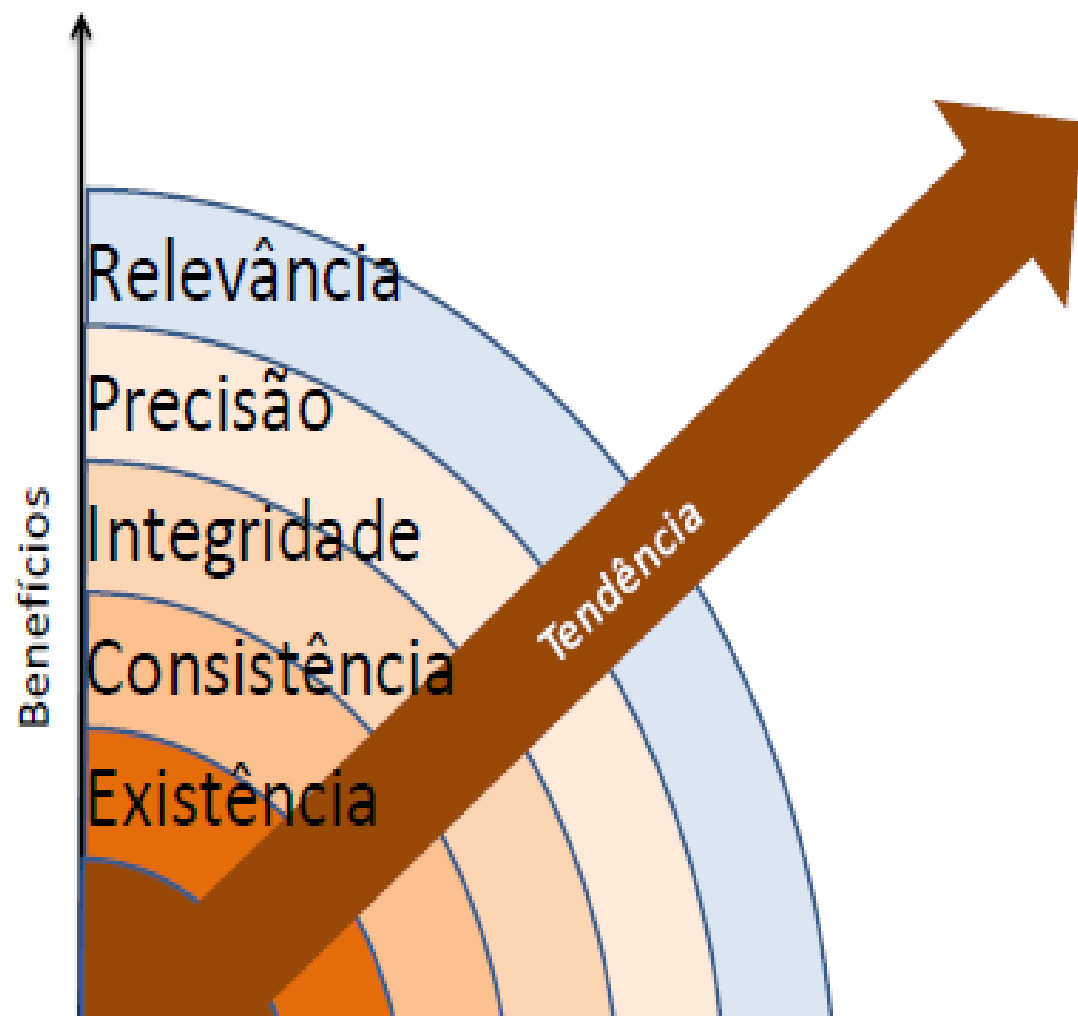 Relevância
Precisão
Integridade
Consistência
Existência
Benefícios
Tendência